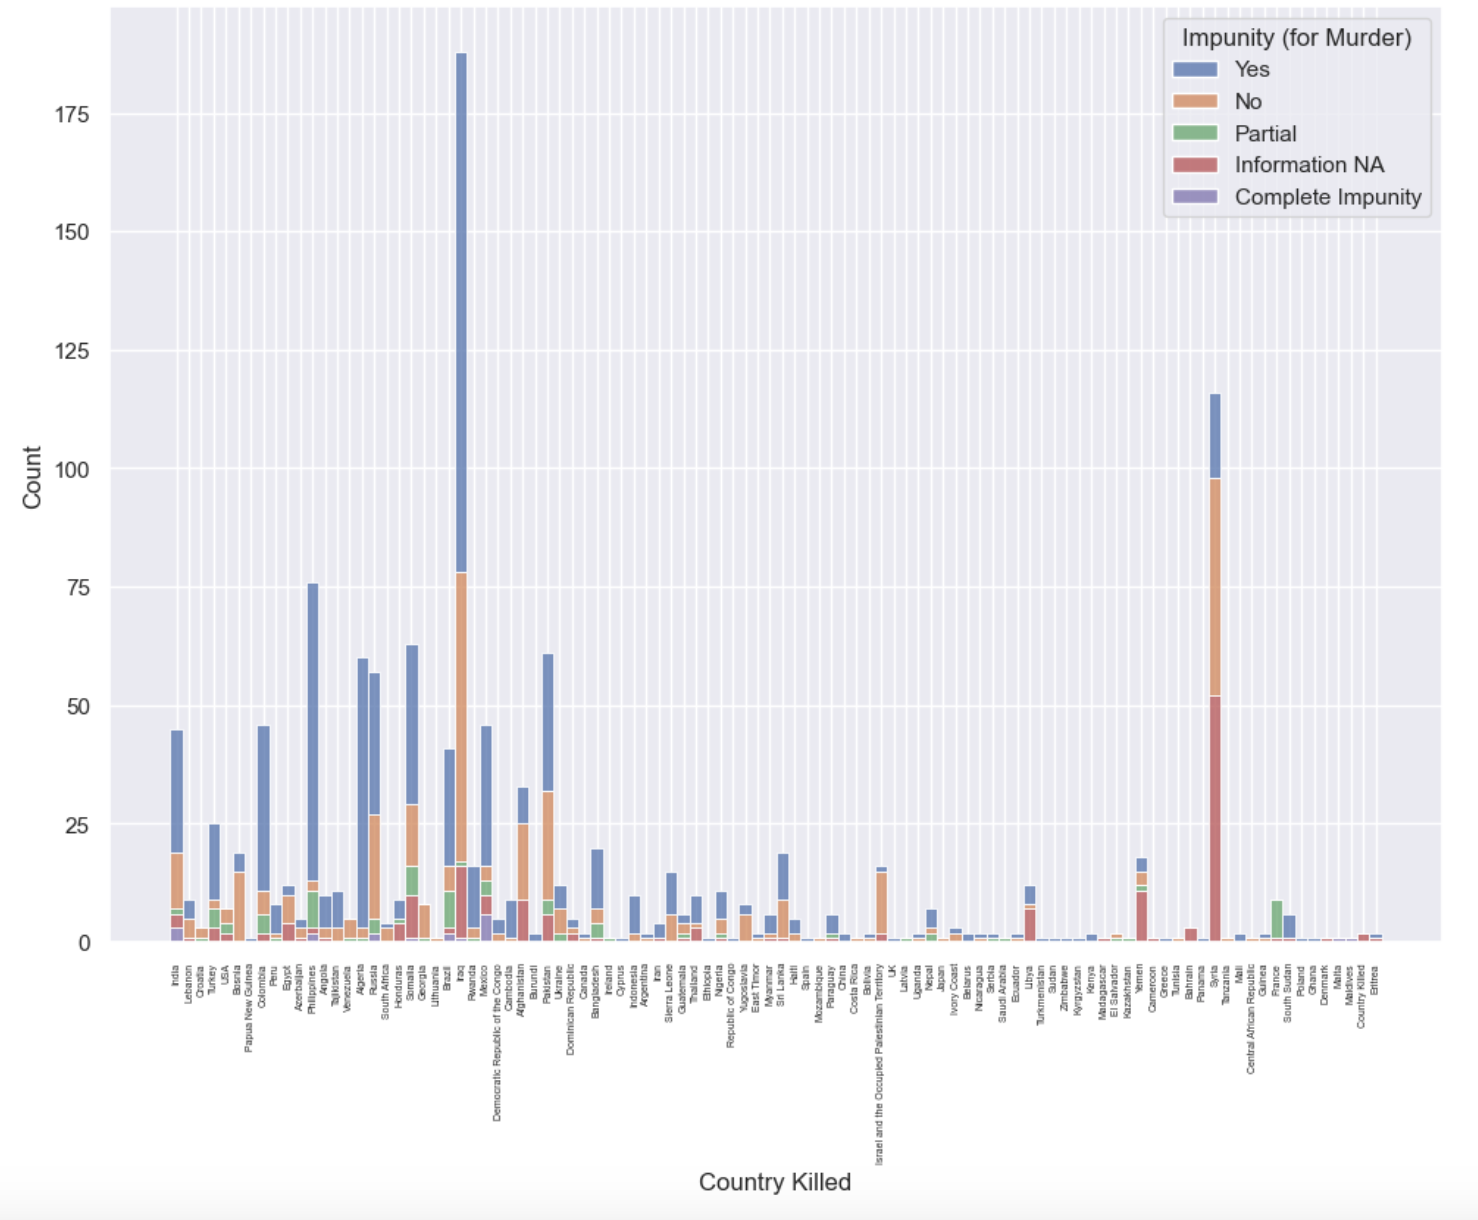 Impunity (for Murder)
Yes
No
Partial
Information NA
Complete Impunity
175
150
125
100
75
50
25
0
Count
India
Lebanon
Croatia
Turkey
USA
Bosnia
Papua New Guinea
Colombia
Peru
Egypt
Azerbaijan
Philippines
Angola
Tajikistan
Venezuela
Algeria
Russia
South Africa
Honduras
Somalia
Georgia
Lithuania
Brazil
Iraq
Rwanda
Mexico
Democratic Republic of the Congo
Cambodia
Afghanistan
Burundi
Pakistan
Ukraine
Dominican Republic
Canada
Bangladesh
Ireland
Cyprus
Indonesia
Argentina
Iran
Sierra Leone
Guatemala
Thailand
Ethiopia
Nigeria
Republic of Congo
Yugoslavia
East Timor
Myanmar
Sri Lanka
Haiti
Spain
Mozambique
Paraguay
China
Costa Rica
Bolivia
Israel and the Occupied Palestinian Territory
UK
Latvia
Uganda
Nepal
Japan
Ivory Coast
Belarus
Nicaragua
Serbia
Saudi Arabia
Ecuador
Libya
Turkmenistan
Sudan
Zimbabwe
Kyrgyzstan
Kenya
Madagascar
El Salvador
Kazakhstan
Yemen
Cameroon
Greece
Tunisia
Bahrain
Panama
Syria
Tanzania
Mali
Central African Republic
Guinea
France
South Sudan
Poland
Ghana
Denmark
Malta
Maldives
Country Killed
Eritrea
Country Killed